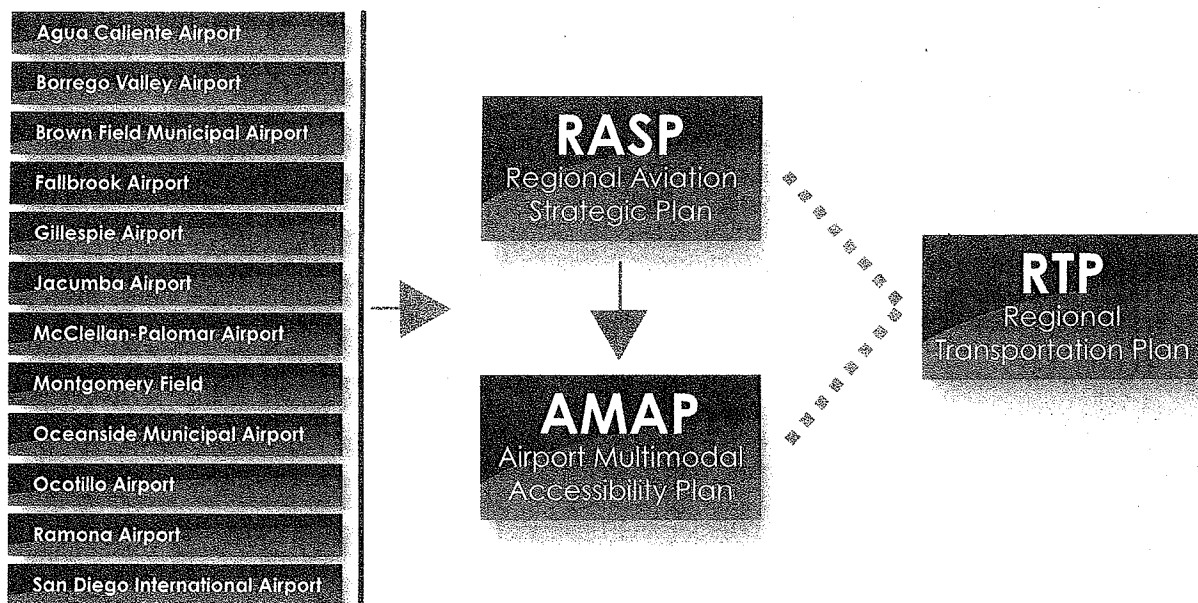 Agua Caliente Airport
Borrego Valley Airport
Brown Field Municipal Airport
Fallbrook Airport
Gillespie Airport
Jacumba Airport
McClellan-Palomar Airport
Montgomery Field
Oceanside Municipal Airport
Ocotillo Airport
Ramona Airport
San Diego International Airport
RASP
Regional Aviation
Strategic Plan
AMAP
Airport Multimodal
Accessibility Plan
RTP
Regional
Transportation Plan